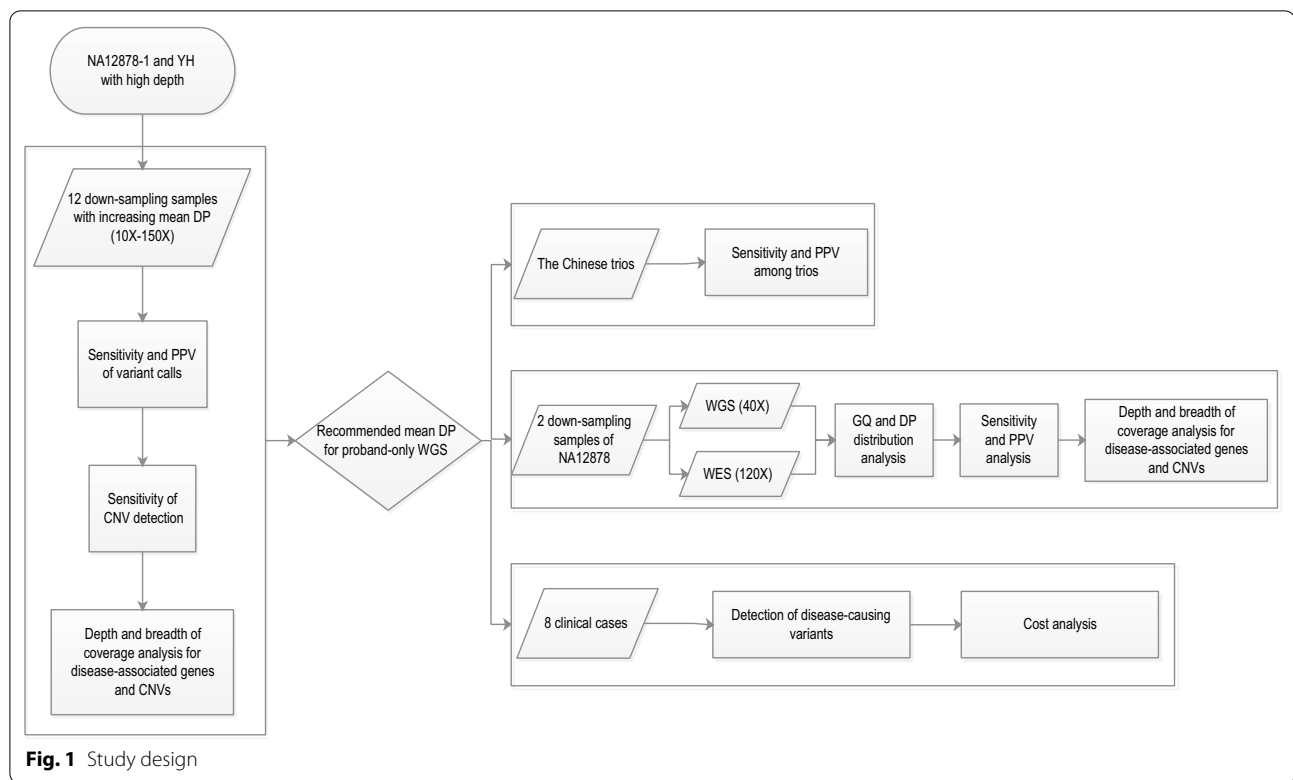 NA12878-1 and YH
with high depth
12 down-sampling samples
with increasing mean DP
(10X-150X)
Sensitivity and PPV
of variant calls
Sensitivity of
CNV detection
Depth and breadth of
coverage analysis for
disease-associated genes
and CNVs
Recommended mean DP
for proband-only WGS
The Chinese trios
Sensitivity and PPV
among trios
2 down-sampling
samples of
NA12878
WGS (40X)
WES (120X)
GQ and DP
distribution
analysis
Sensitivity
and PPV
analysis
Depth and breadth of
coverage analysis for
disease-associated genes
and CNVs
8 clinical cases
Detection of disease-causing
variants
Cost analysis
Fig. 1 Study design